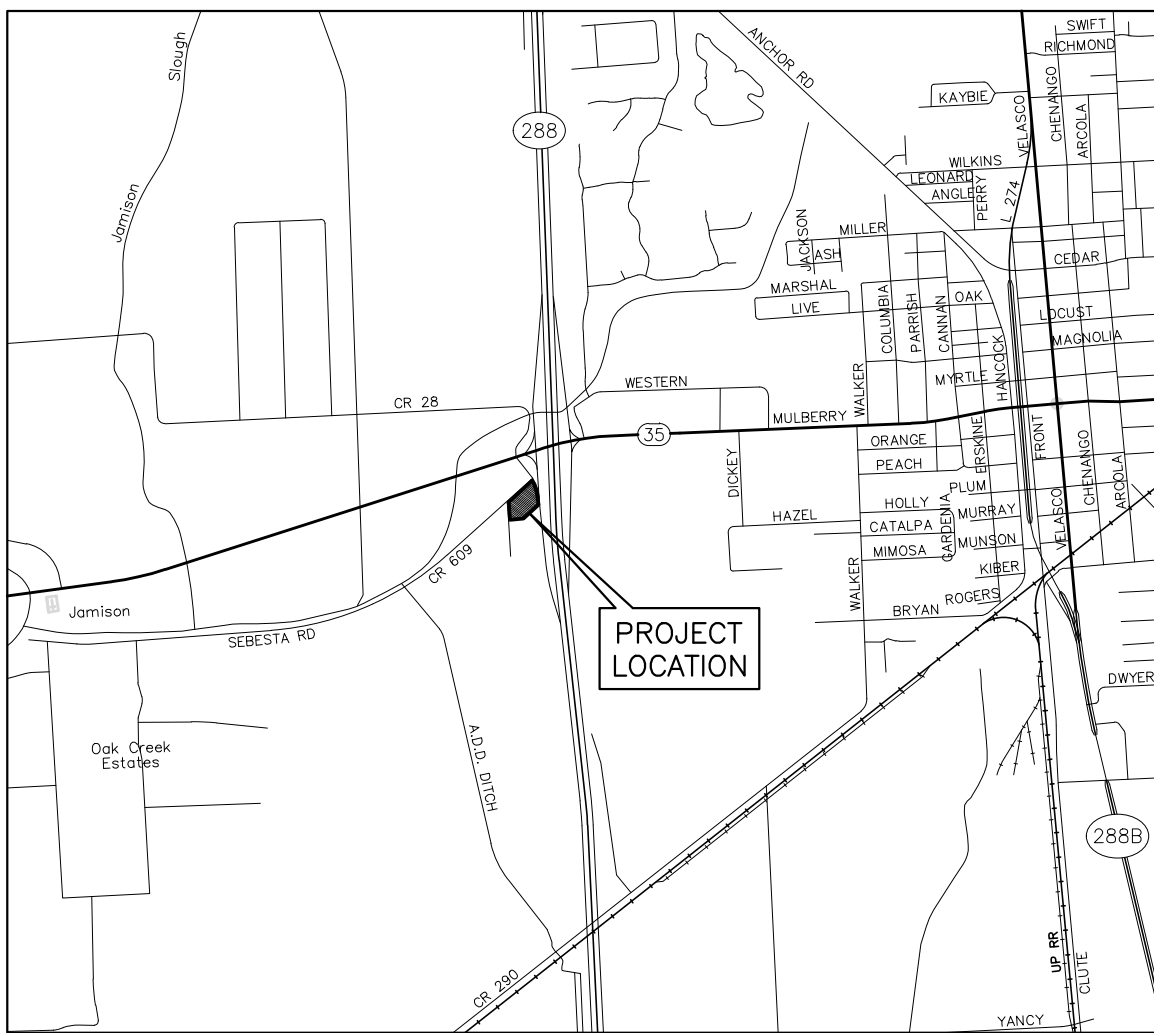 SWIFT
RICHMOND
ANCHOR RD
Slough
KAYBIE
VELASCO
CHENANGO
ARCOLA
288
WILKINS
LEONARD
ANGLE
PERRY
L 274
Jamison
MILLER
JACKSON
ASH
CEDAR
MARSHAL
LIVE
OAK
COLUMBIA
PARRISH
CANNAN
LOCUST
MAGNOLIA
HANCOCK
WESTERN
MYRTLE
WALKER
CR 28
MULBERRY
35
ORANGE
PEACH
ERSKINE
FRONT
DICKEY
CHENANGO
ARCOLA
PLUM
HOLLY
GARDENIA
MURRAY
HAZEL
CATALPA
VELASCO
MIMOSA
MUNSON
CR 609
KIBER
WALKER
ROGERS
BRYAN
Jamison
SEBESTA RD
PROJECT
LOCATION
DWYER
Oak Creek
Estates
A.D.D. DITCH
288B
CR 290
UP RR
CLUTE
YANCY